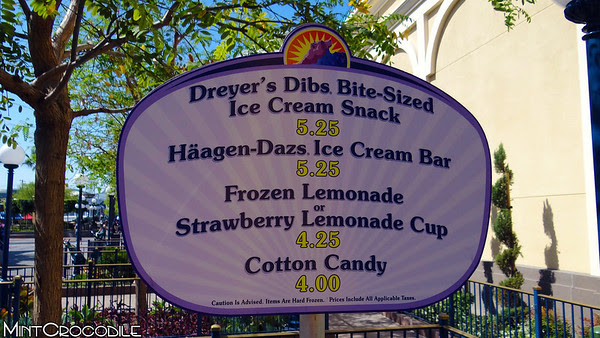 Dreyer's Dibs. Bite-Sized
Ice Cream Snack
5.25
Häagen-Dazs. Ice Cream Bar
5.25
Frozen Lemonade
or
Strawberry Lemonade Cup
4.25
Cotton Candy
4.00
Caution Is Advised. Items Are Hard Frozen. Prices Include All Applicable Taxes.
MintCrocodile